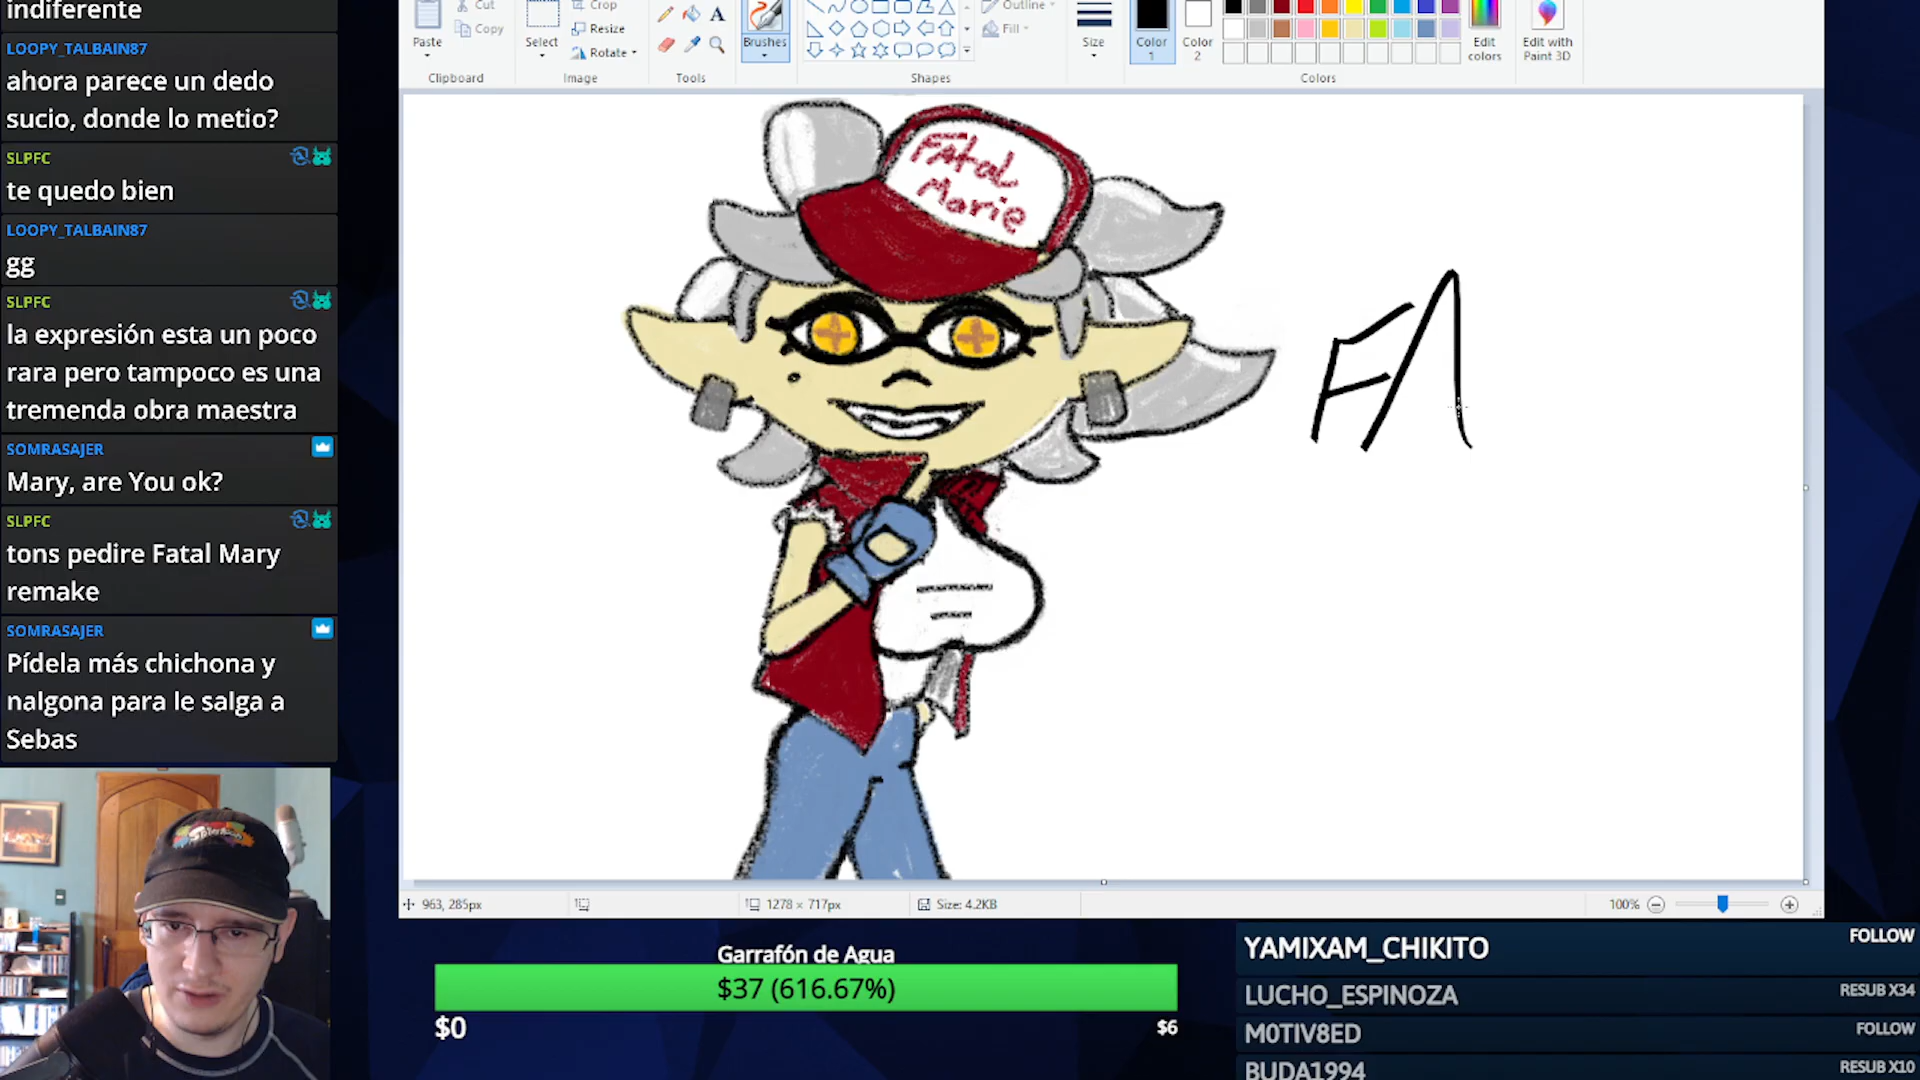 indiferente
LOOPY_TALBAIN87
ahora parece un dedo
sucio, donde lo metio?
SLPFC
te quedo bien
LOOPY_TALBAIN87
gg
SLPFC
la expresión esta un poco
rara pero tampoco es una
tremenda obra maestra
SOMRASAJER
Mary, are You ok?
SLPFC
tons pedire Fatal Mary
remake
SOMRASAJER
Pídela más chichona y
nalgona para le salga a
Sebas
Paste
Cut
Copy
Clipboard
Select
Crop
Resize
Rotate
Image
A
Tools
Brushes
Outline
Fill
Shapes
Size
Color
1
Color
2
Edit
colors
Edit with
Paint 3D
Colors
FAtal
Marie
FA
963, 285px
1278 × 717px
Size: 4.2KB
100%
Garrafón de Agua
$37 (616.67%)
$0
$6
YAMIXAM_CHIKITO FOLLOW
LUCHO_ESPINOZA RESUB X34
M0TIV8ED FOLLOW
BUDA1994 RESUB X10